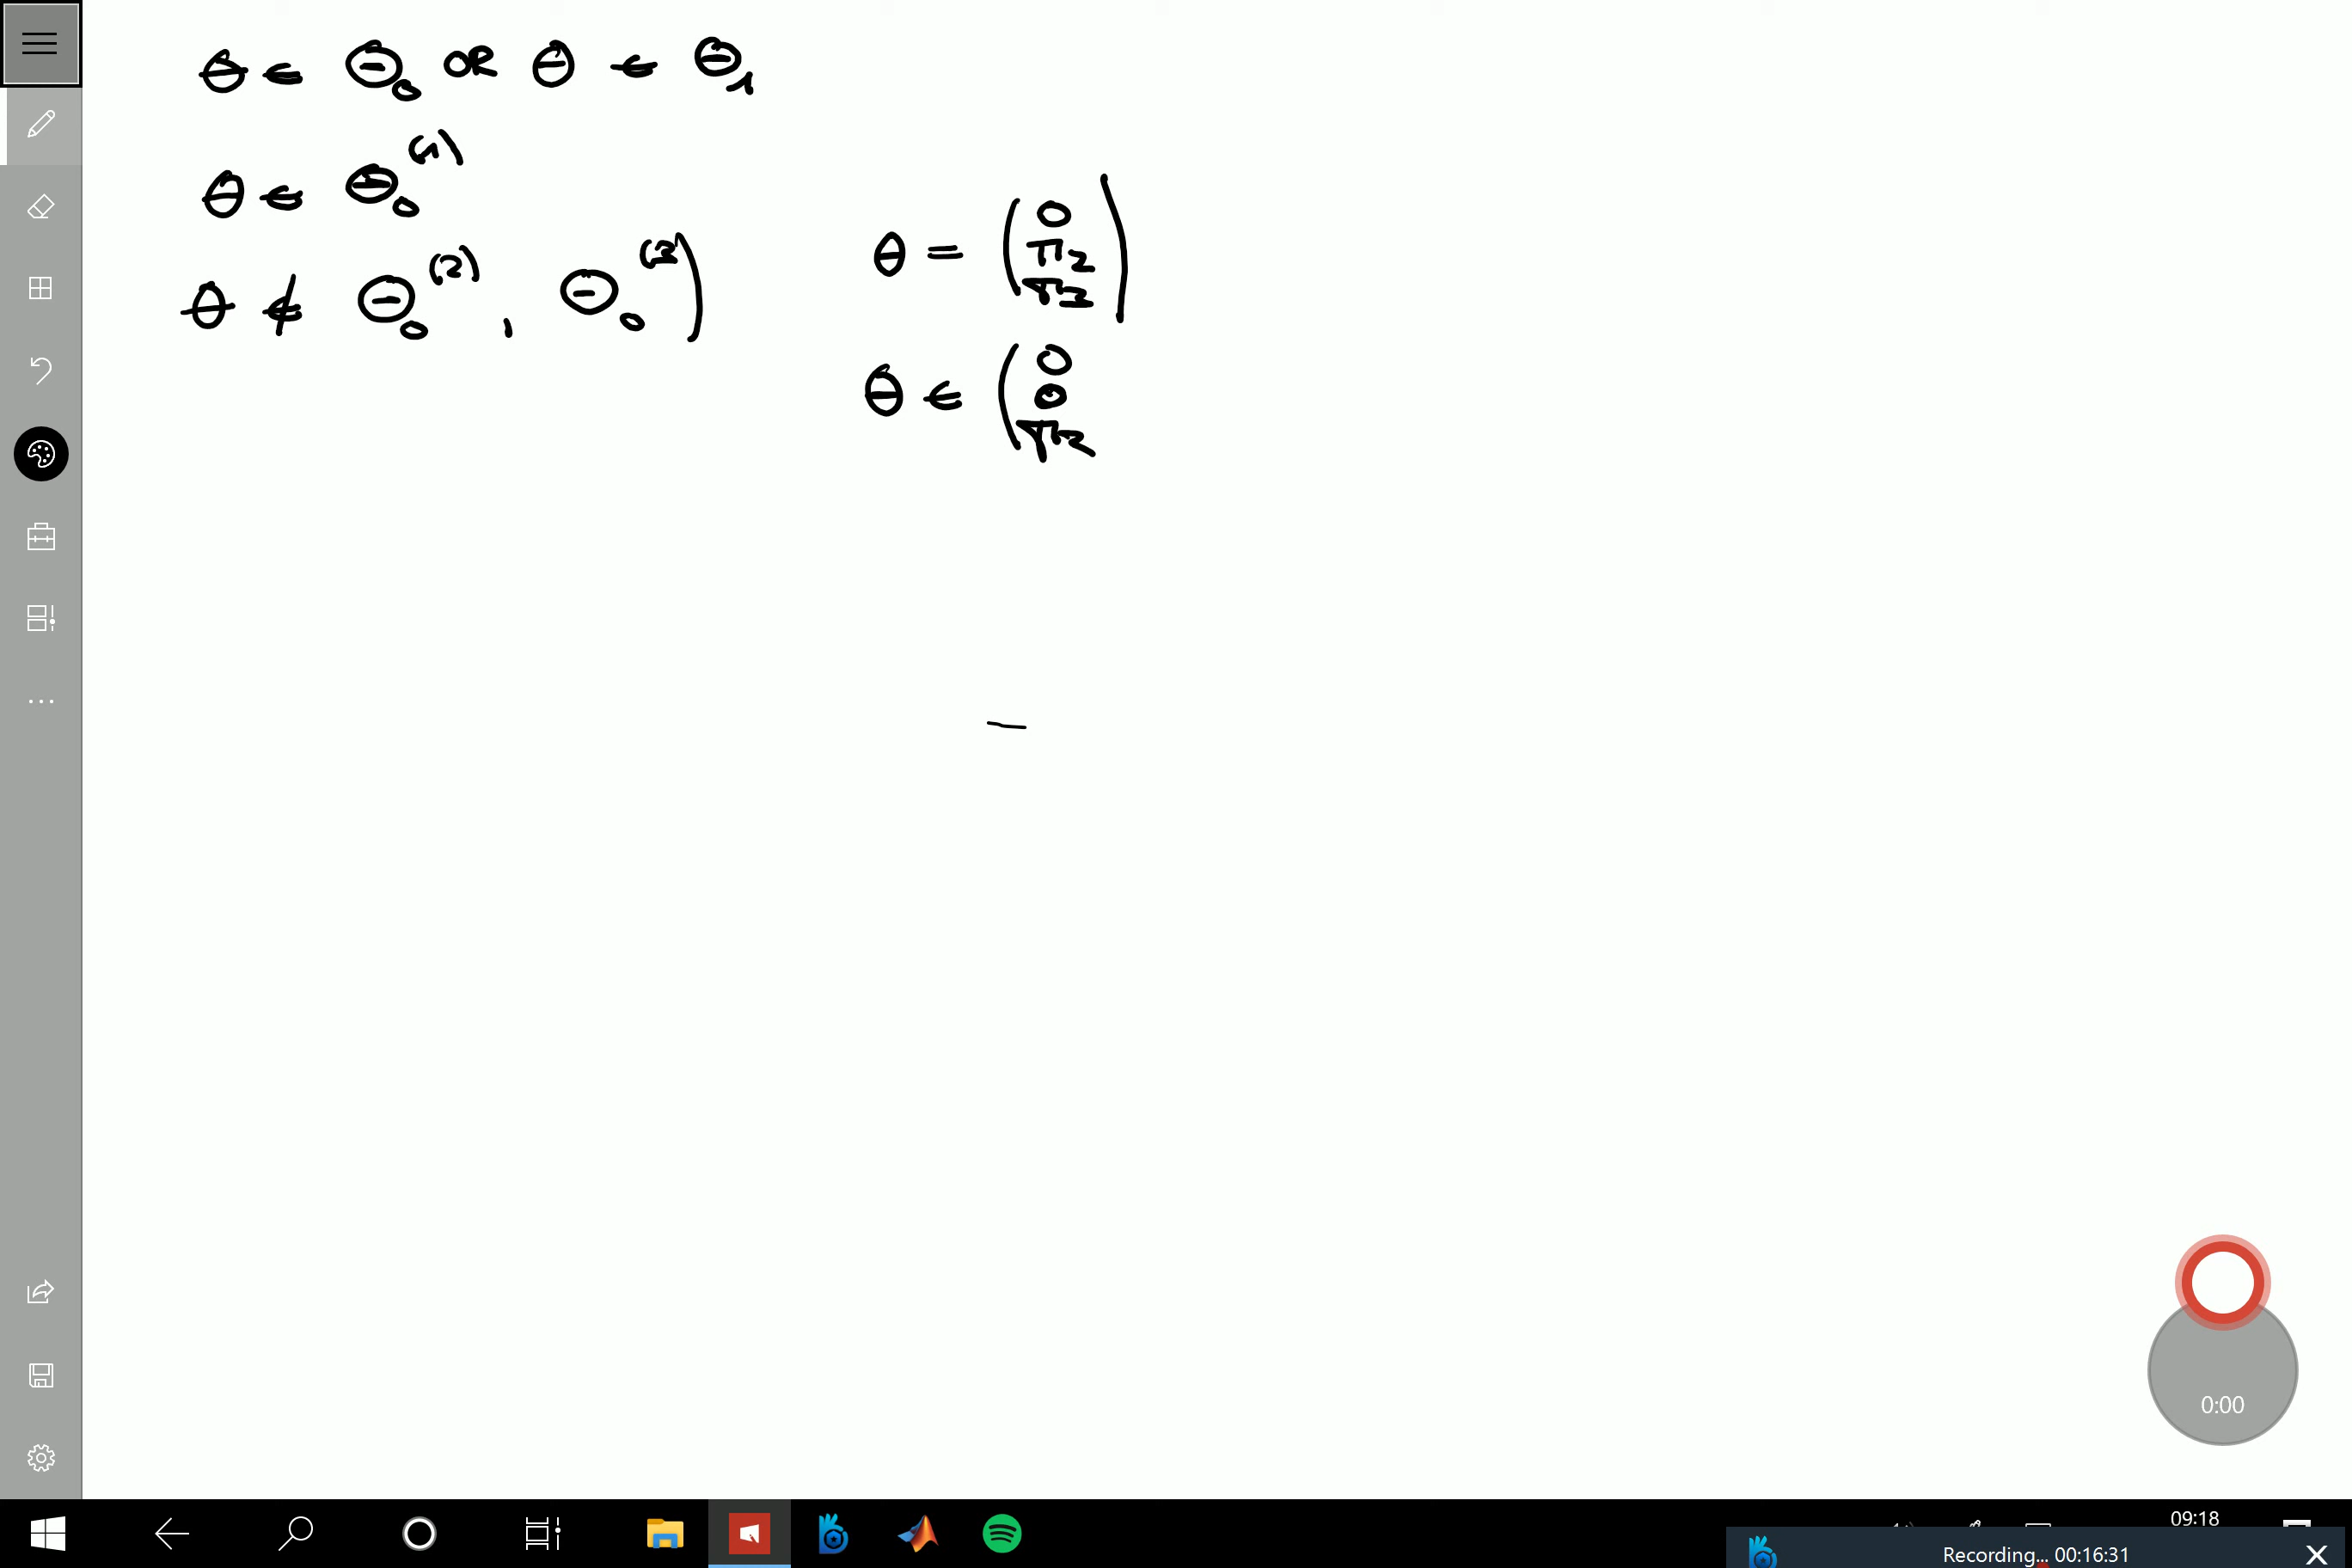 θ ∈ Θ₀ OR θ ∈ Θ₁
θ ∈ Θ₀⁽¹⁾
θ ∉ Θ₀⁽²⁾, Θ₀⁽³⁾)
θ = (0
π₂
π₃)
θ ∈ (0
0
π₃
0:00
09:18
Recording... 00:16:31